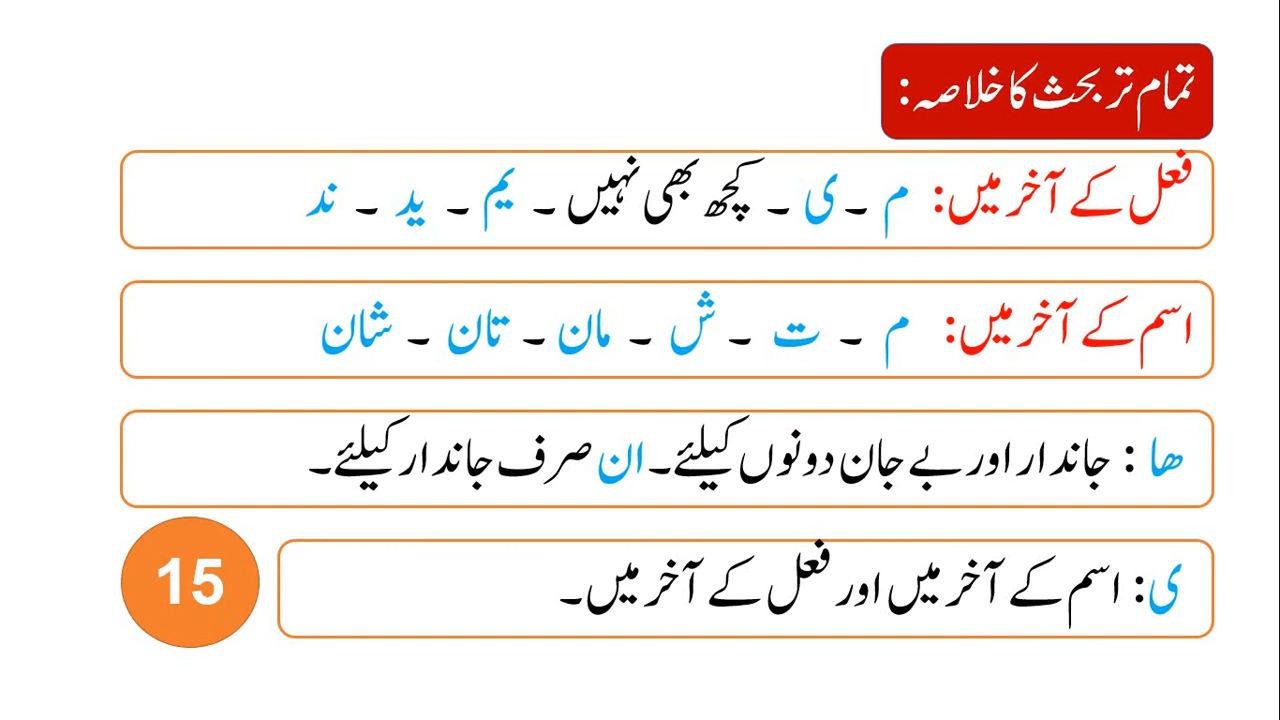 تمام تر بحث کا خلاصہ:
فعل کے آخر میں: م ۔ ی ۔ کچھ بھی نہیں ۔ یم ۔ ید ۔ ند
اسم کے آخر میں: م ۔ ت ۔ ش ۔ مان ۔ تان ۔ شان
ھا : جاندار اور بے جان دونوں کیلئے۔ ان صرف جاندار کیلئے۔
ی: اسم کے آخر میں اور فعل کے آخر میں۔
15